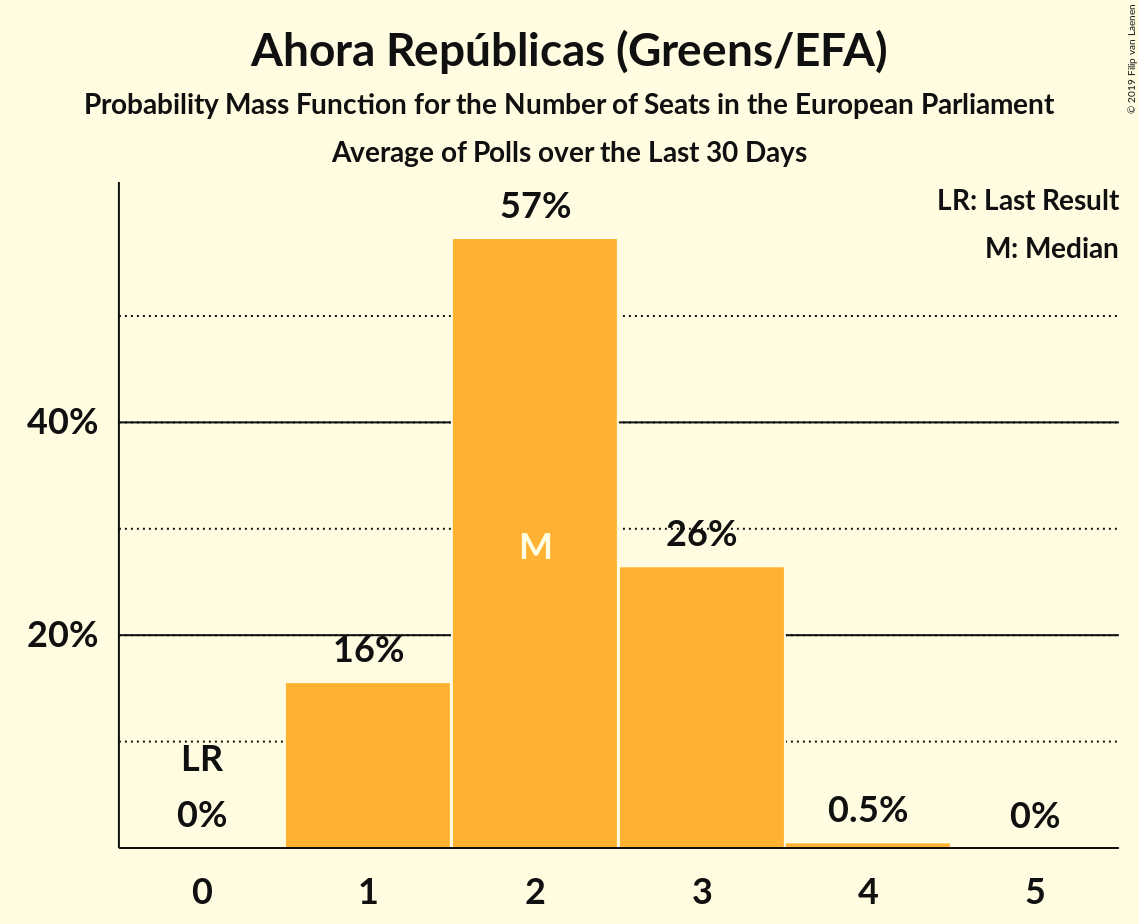 Ahora Repúblicas (Greens/EFA)
Probability Mass Function for the Number of Seats in the European Parliament
Average of Polls over the Last 30 Days
© 2019 Filip van Laenen
LR: Last Result
M: Median
57%
40%
26%
M
20%
16%
LR
0%
0.5%
0%
0 1 2 3 4 5